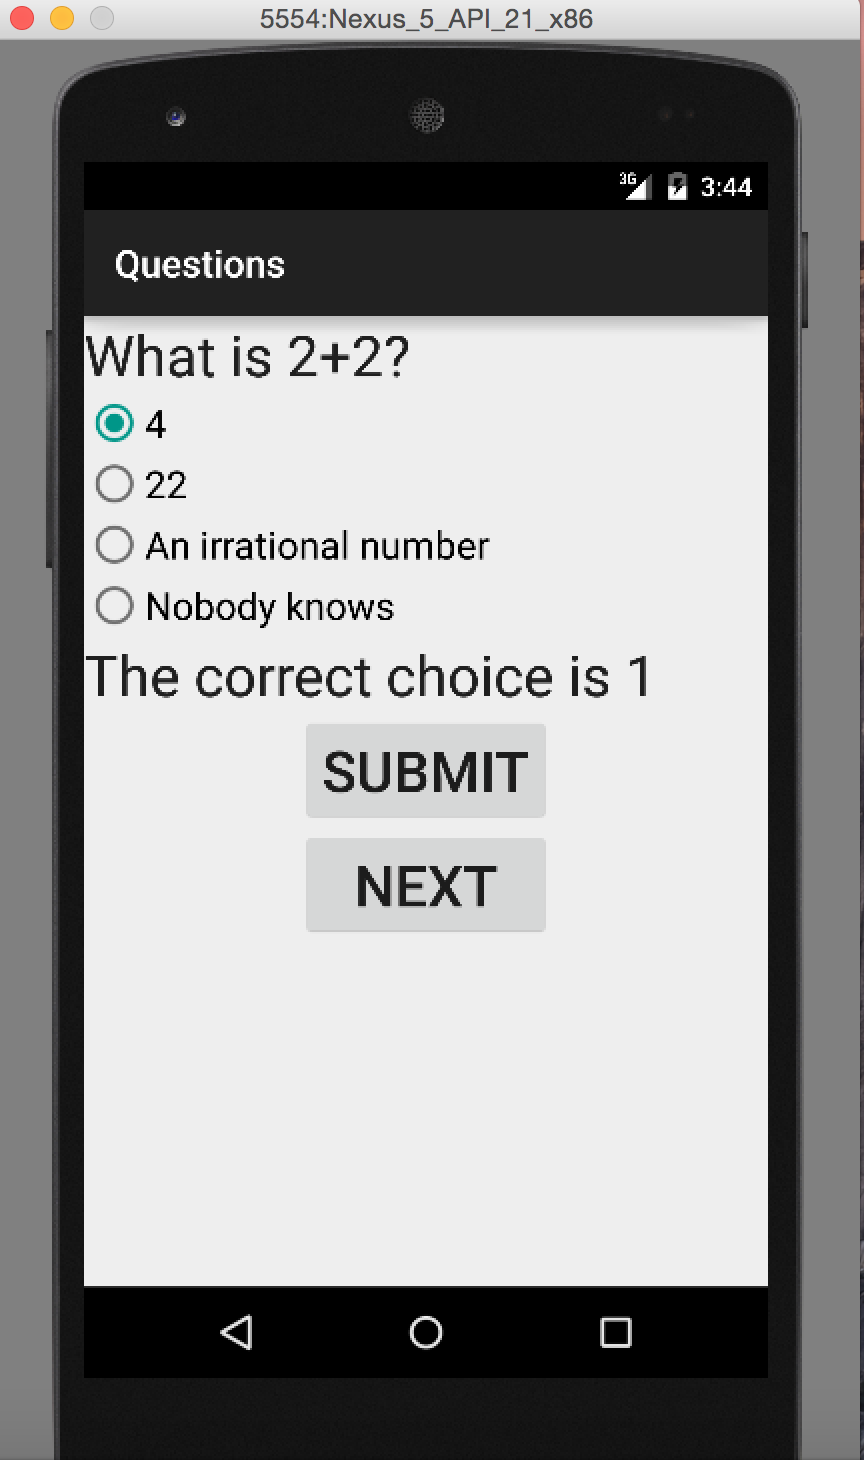 5554:Nexus_5_API_21_x86
3G 3:44
Questions
What is 2+2?
4
22
An irrational number
Nobody knows
The correct choice is 1
SUBMIT
NEXT